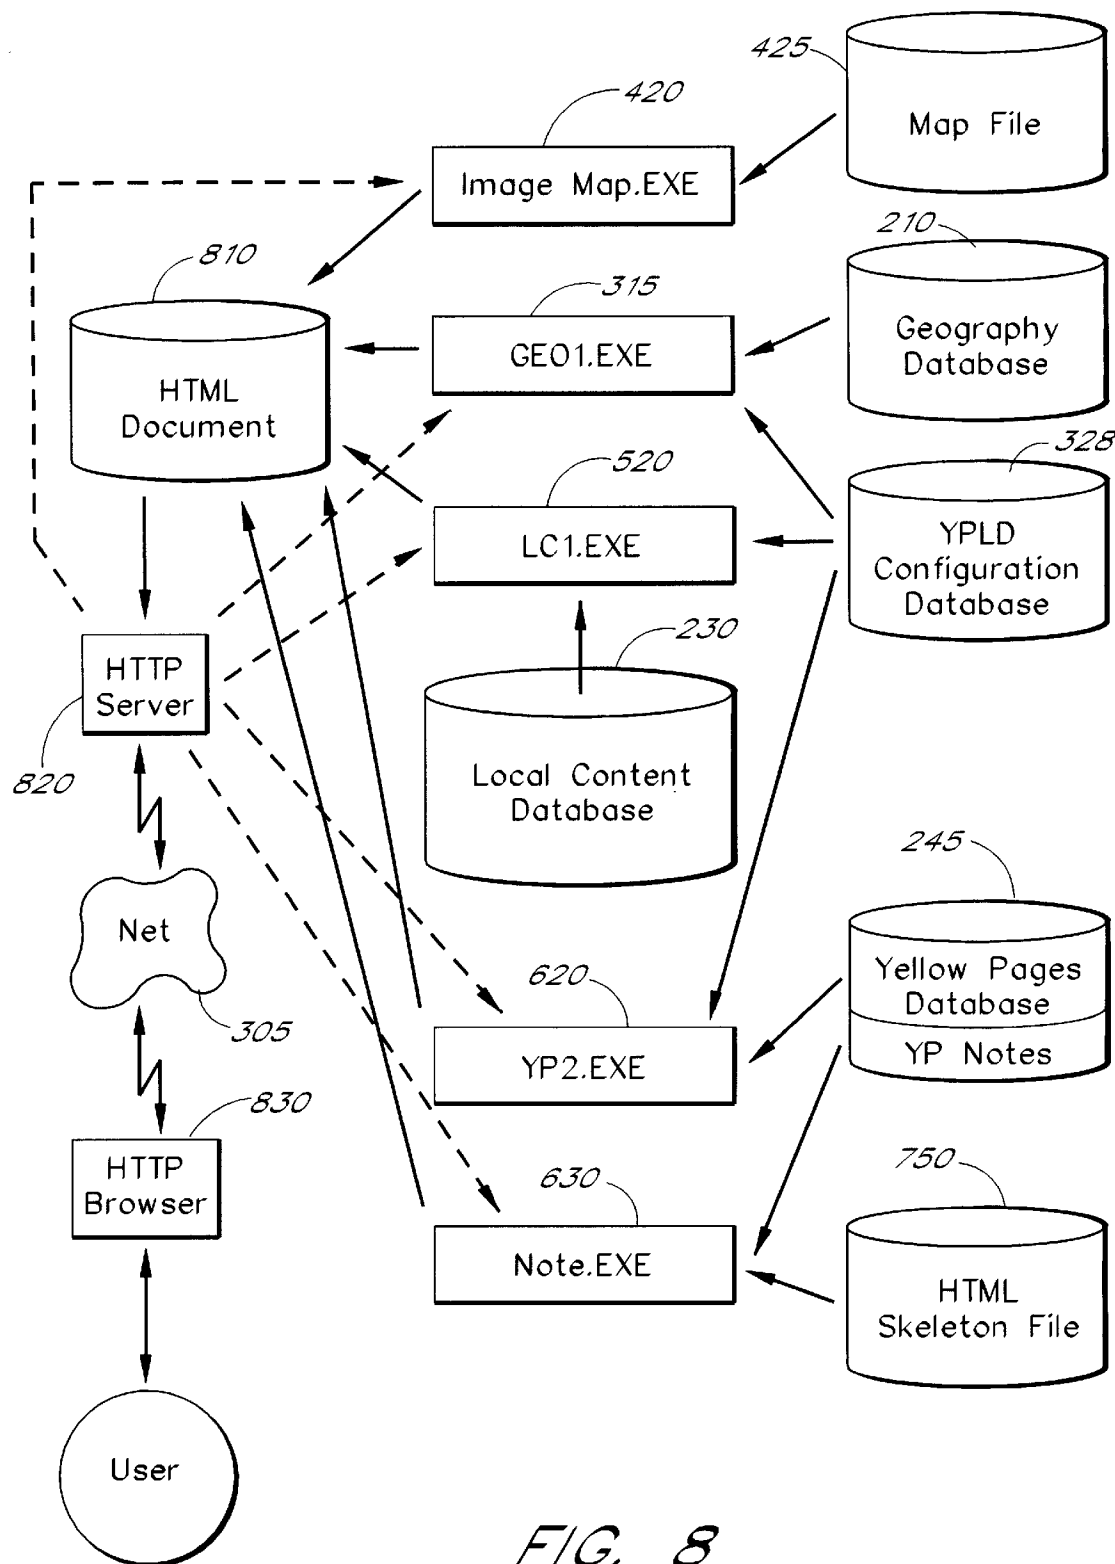 425
Map File
420
Image Map.EXE
210
Geography
Database
810
HTML
Document
315
GEO1.EXE
328
YPLD
Configuration
Database
520
LC1.EXE
HTTP
Server
820
230
Local Content
Database
Net
305
245
Yellow Pages
Database
YP Notes
620
YP2.EXE
830
HTTP
Browser
630
Note.EXE
750
HTML
Skeleton File
User
FIG. 8